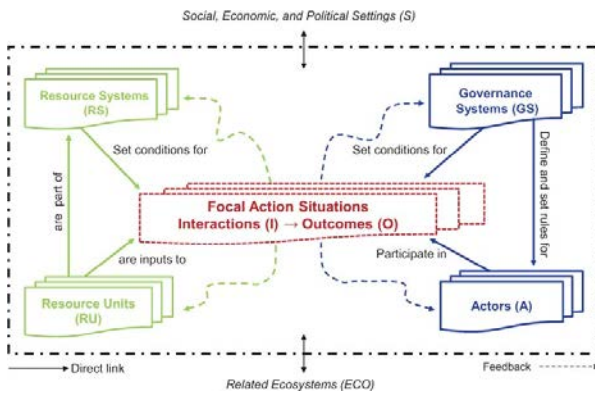 Social, Economic, and Political Settings (S)
Resource Systems
(RS)
Governance
Systems (GS)
Set conditions for
Set conditions for
are part of
Define and set rules for
Focal Action Situations
Interactions (I) → Outcomes (O)
are inputs to
Participate in
Resource Units
(RU)
Actors (A)
Direct link
Feedback
Related Ecosystems (ECO)